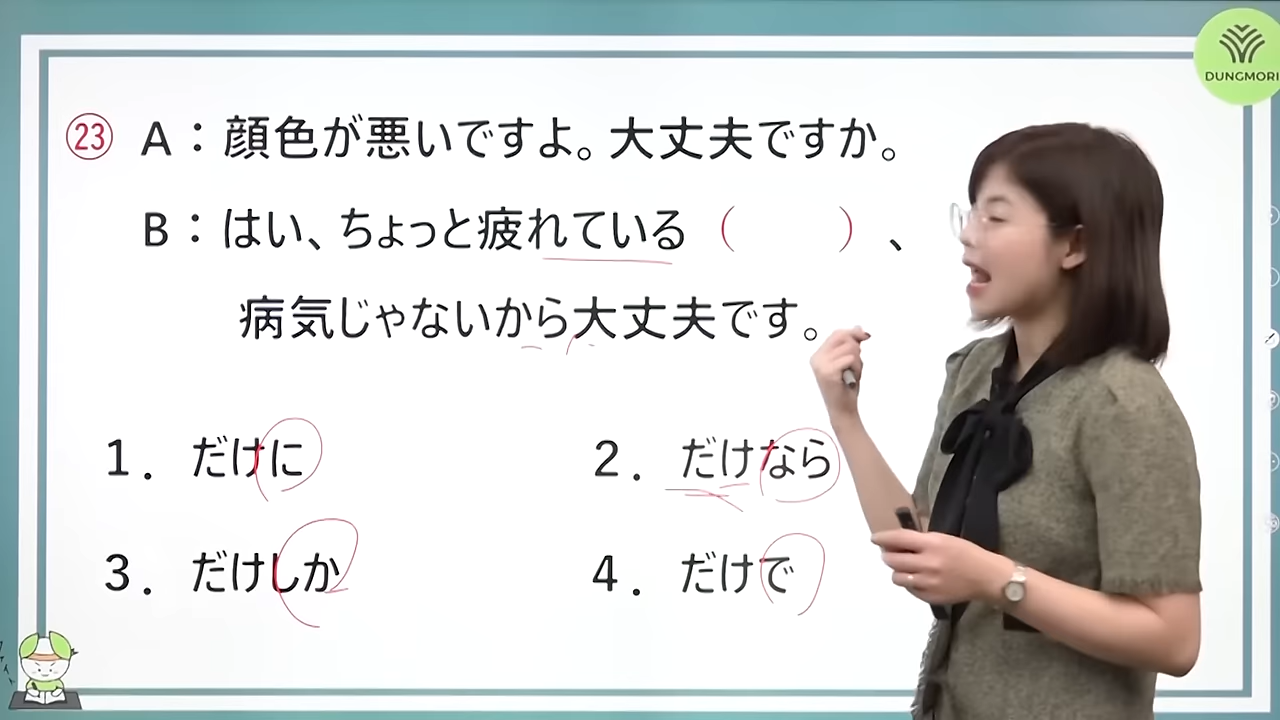 DUNGMORI
㉓ A：顔色が悪いですよ。大丈夫ですか。
B：はい、ちょっと疲れている（　　）、
病気じゃないから大丈夫です。
1．だけに
2．だけなら
3．だけしか
4．だけで